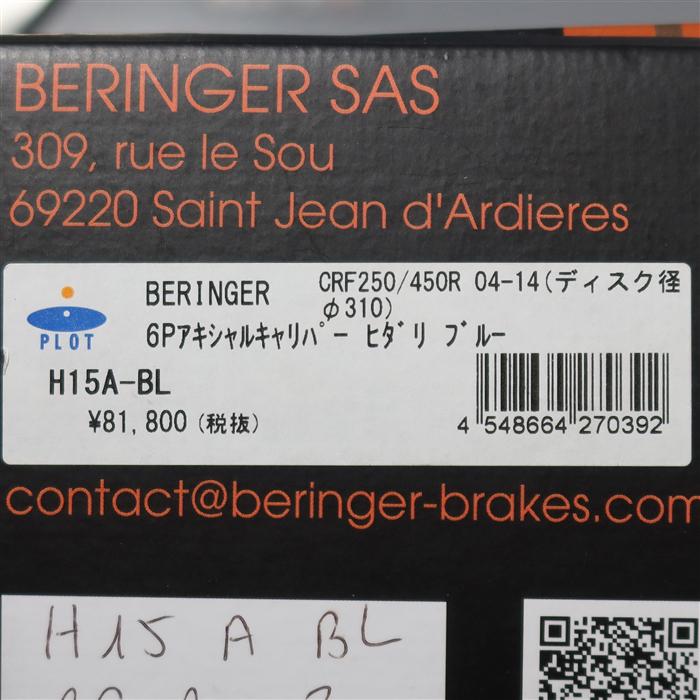 BERINGER SAS
309, rue le Sou
69220 Saint Jean d'Ardieres
PLOT
BERINGER CRF250/450R 04-14(ディスク径
φ310)
6Pアキシャルキャリパー ヒダリ ブルー
H15A-BL
¥81,800(税抜)
4 548664 270392
contact@beringer-brakes.com
H15 A BL